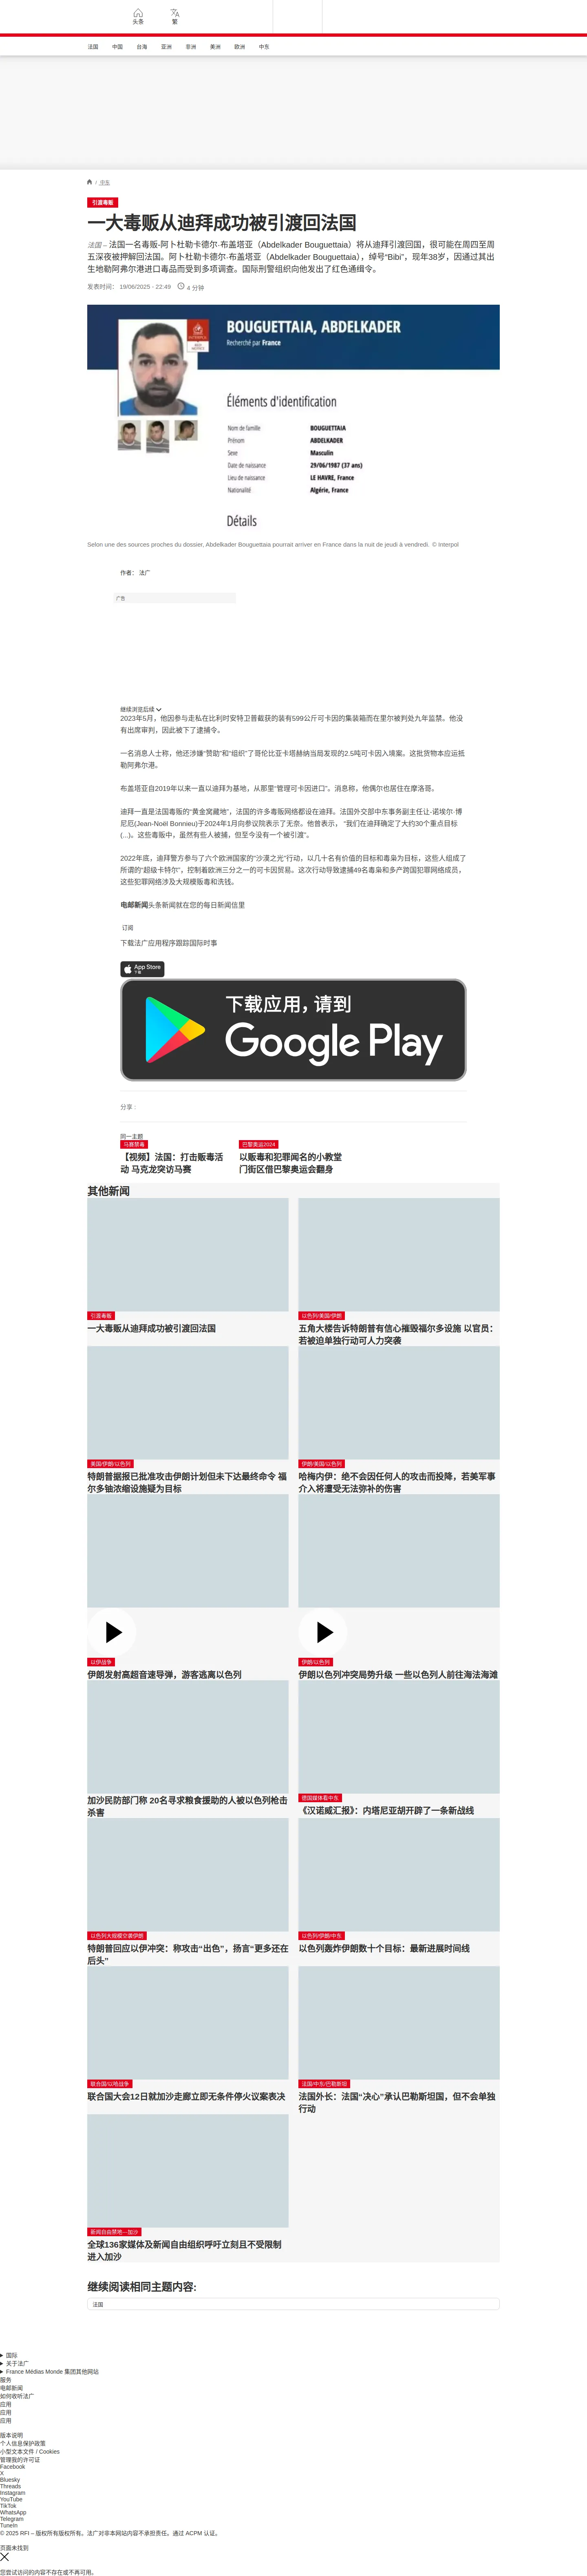 头条
繁
法国 中国 台海 亚洲 非洲 美洲 欧洲 中东
/ 中东
引渡毒贩
一大毒贩从迪拜成功被引渡回法国
法国 – 法国一名毒贩-阿卜杜勒卡德尔·布盖塔亚（Abdelkader Bouguettaia）将从迪拜引渡回国，很可能在周四至周
五深夜被押解回法国。阿卜杜勒卡德尔·布盖塔亚（Abdelkader Bouguettaia），绰号“Bibi”，现年38岁，因通过其出
生地勒阿弗尔港进口毒品而受到多项调查。国际刑警组织向他发出了红色通缉令。
发表时间： 19/06/2025 - 22:49 4 分钟
BOUGUETTAIA, ABDELKADER
Recherché par France
Éléments d'identification
Nom de famille BOUGUETTAIA
Prénom ABDELKADER
Sexe Masculin
Date de naissance 29/06/1987 (37 ans)
Lieu de naissance LE HAVRE, France
Nationalité Algérie, France
Détails
Selon une des sources proches du dossier, Abdelkader Bouguettaia pourrait arriver en France dans la nuit de jeudi à vendredi. © Interpol
作者： 法广
广告
继续浏览后续
2023年5月，他因参与走私在比利时安特卫普截获的装有599公斤可卡因的集装箱而在里尔被判处九年监禁。他没
有出席审判，因此被下了逮捕令。
一名消息人士称，他还涉嫌“赞助”和“组织”了哥伦比亚卡塔赫纳当局发现的2.5吨可卡因入境案。这批货物本应运抵
勒阿弗尔港。
布盖塔亚自2019年以来一直以迪拜为基地，从那里“管理可卡因进口”。消息称，他偶尔也居住在摩洛哥。
迪拜一直是法国毒贩的“黄金窝藏地”，法国的许多毒贩网络都设在迪拜。法国外交部中东事务副主任让-诺埃尔·博
尼厄(Jean-Noël Bonnieu)于2024年1月向参议院表示了无奈。他曾表示， “我们在迪拜确定了大约30个重点目标
(...)。这些毒贩中，虽然有些人被捕，但至今没有一个被引渡”。
2022年底，迪拜警方参与了六个欧洲国家的“沙漠之光”行动，以几十名有价值的目标和毒枭为目标，这些人组成了
所谓的“超级卡特尔”，控制着欧洲三分之一的可卡因贸易。这次行动导致逮捕49名毒枭和多产跨国犯罪网络成员，
这些犯罪网络涉及大规模贩毒和洗钱。
电邮新闻头条新闻就在您的每日新闻信里
订阅
下载法广应用程序跟踪国际时事
App Store
下载
下载应用，请到
Google Play
分享 :
同一主题
马赛禁毒
【视频】法国：打击贩毒活
动 马克龙突访马赛
巴黎奥运2024
以贩毒和犯罪闻名的小教堂
门街区借巴黎奥运会翻身
其他新闻
引渡毒贩
一大毒贩从迪拜成功被引渡回法国
以色列/美国/伊朗
五角大楼告诉特朗普有信心摧毁福尔多设施 以官员：
若被迫单独行动可人力突袭
美国/伊朗/以色列
特朗普据报已批准攻击伊朗计划但未下达最终命令 福
尔多铀浓缩设施疑为目标
伊朗/美国/以色列
哈梅内伊：绝不会因任何人的攻击而投降，若美军事
介入将遭受无法弥补的伤害
以伊战争
伊朗发射高超音速导弹，游客逃离以色列
伊朗/以色列
伊朗以色列冲突局势升级 一些以色列人前往海法海滩
加沙民防部门称 20名寻求粮食援助的人被以色列枪击
杀害
德国媒体看中东
《汉诺威汇报》：内塔尼亚胡开辟了一条新战线
以色列大规模空袭伊朗
特朗普回应以伊冲突：称攻击“出色”，扬言“更多还在
后头”
以色列/伊朗/中东
以色列轰炸伊朗数十个目标：最新进展时间线
联合国/以哈战争
联合国大会12日就加沙走廊立即无条件停火议案表决
法国/中东/巴勒斯坦
法国外长：法国“决心”承认巴勒斯坦国，但不会单独
行动
新闻自由禁地—加沙
全球136家媒体及新闻自由组织呼吁立刻且不受限制
进入加沙
继续阅读相同主题内容:
法国
国际
关于法广
France Médias Monde 集团其他网站
服务
电邮新闻
如何收听法广
应用
应用
应用
版本说明
个人信息保护政策
小型文本文件 / Cookies
管理我的许可证
Facebook
X
Bluesky
Threads
Instagram
YouTube
TikTok
WhatsApp
Telegram
TuneIn
© 2025 RFI – 版权所有版权所有。法广对非本网站内容不承担责任。通过 ACPM 认证。
页面未找到
您尝试访问的内容不存在或不再可用。